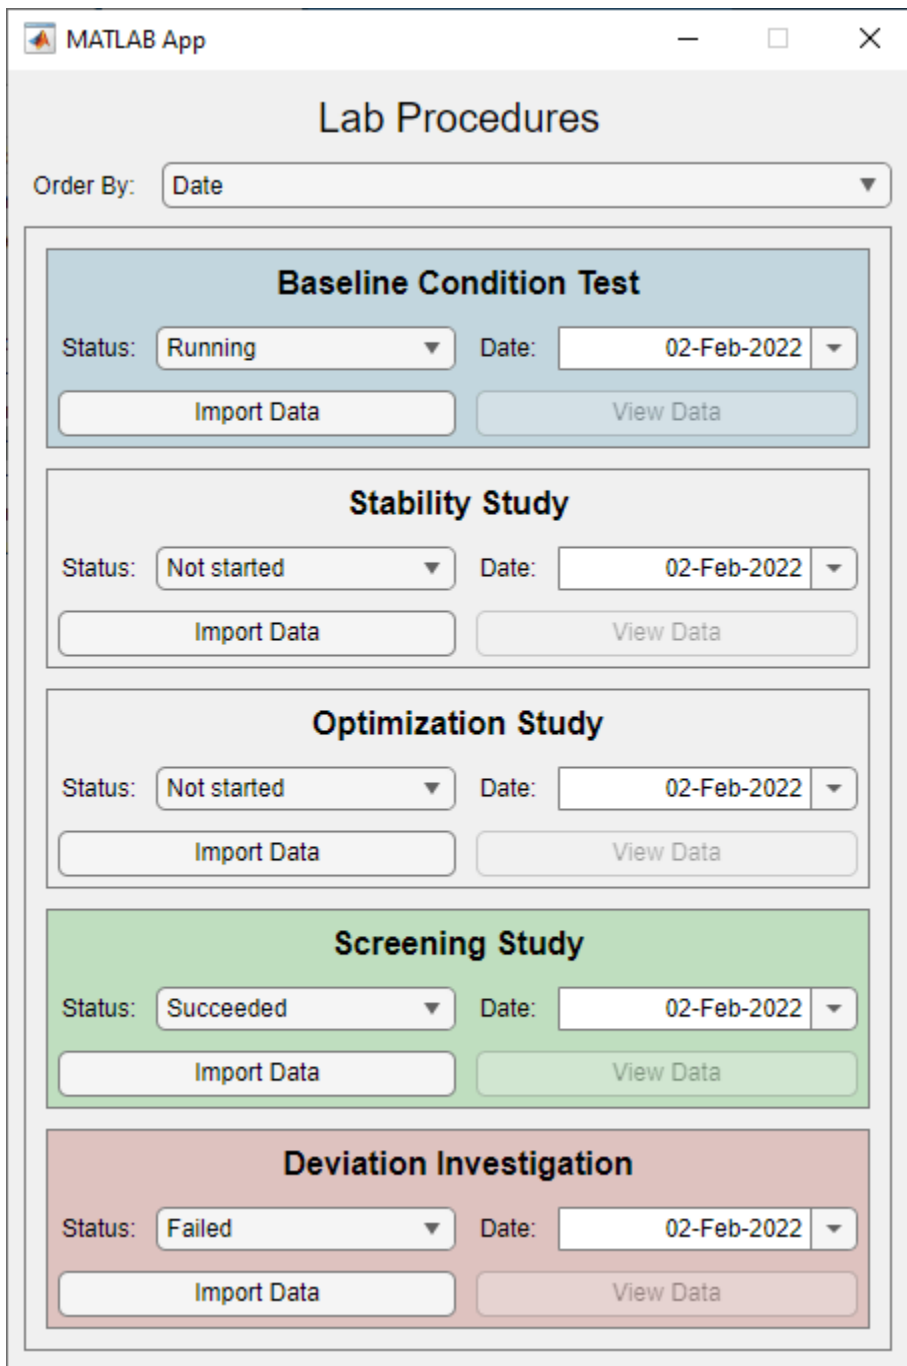 MATLAB App
Lab Procedures
Order By: Date
Baseline Condition Test
Status: Running Date: 02-Feb-2022
Import Data View Data
Stability Study
Status: Not started Date: 02-Feb-2022
Import Data View Data
Optimization Study
Status: Not started Date: 02-Feb-2022
Import Data View Data
Screening Study
Status: Succeeded Date: 02-Feb-2022
Import Data View Data
Deviation Investigation
Status: Failed Date: 02-Feb-2022
Import Data View Data